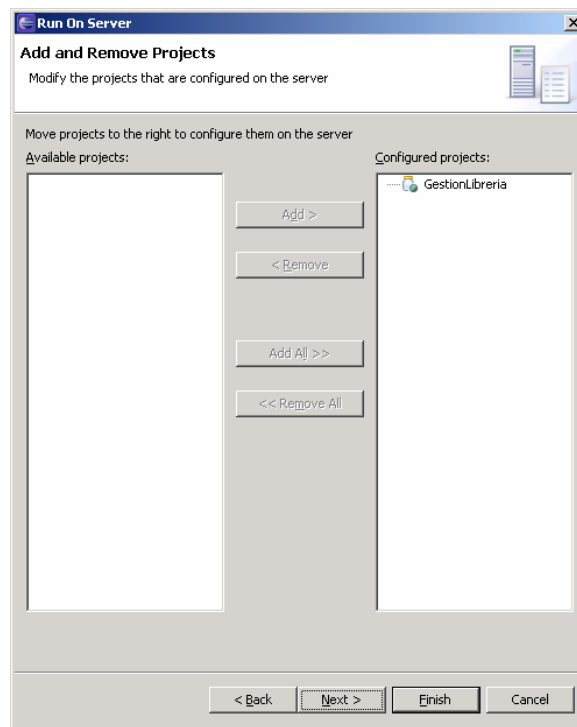 Run On Server
Add and Remove Projects
Modify the projects that are configured on the server
Move projects to the right to configure them on the server
Available projects:
Configured projects:
GestionLibreria
Add >
< Remove
Add All >>
<< Remove All
< Back
Next >
Finish
Cancel